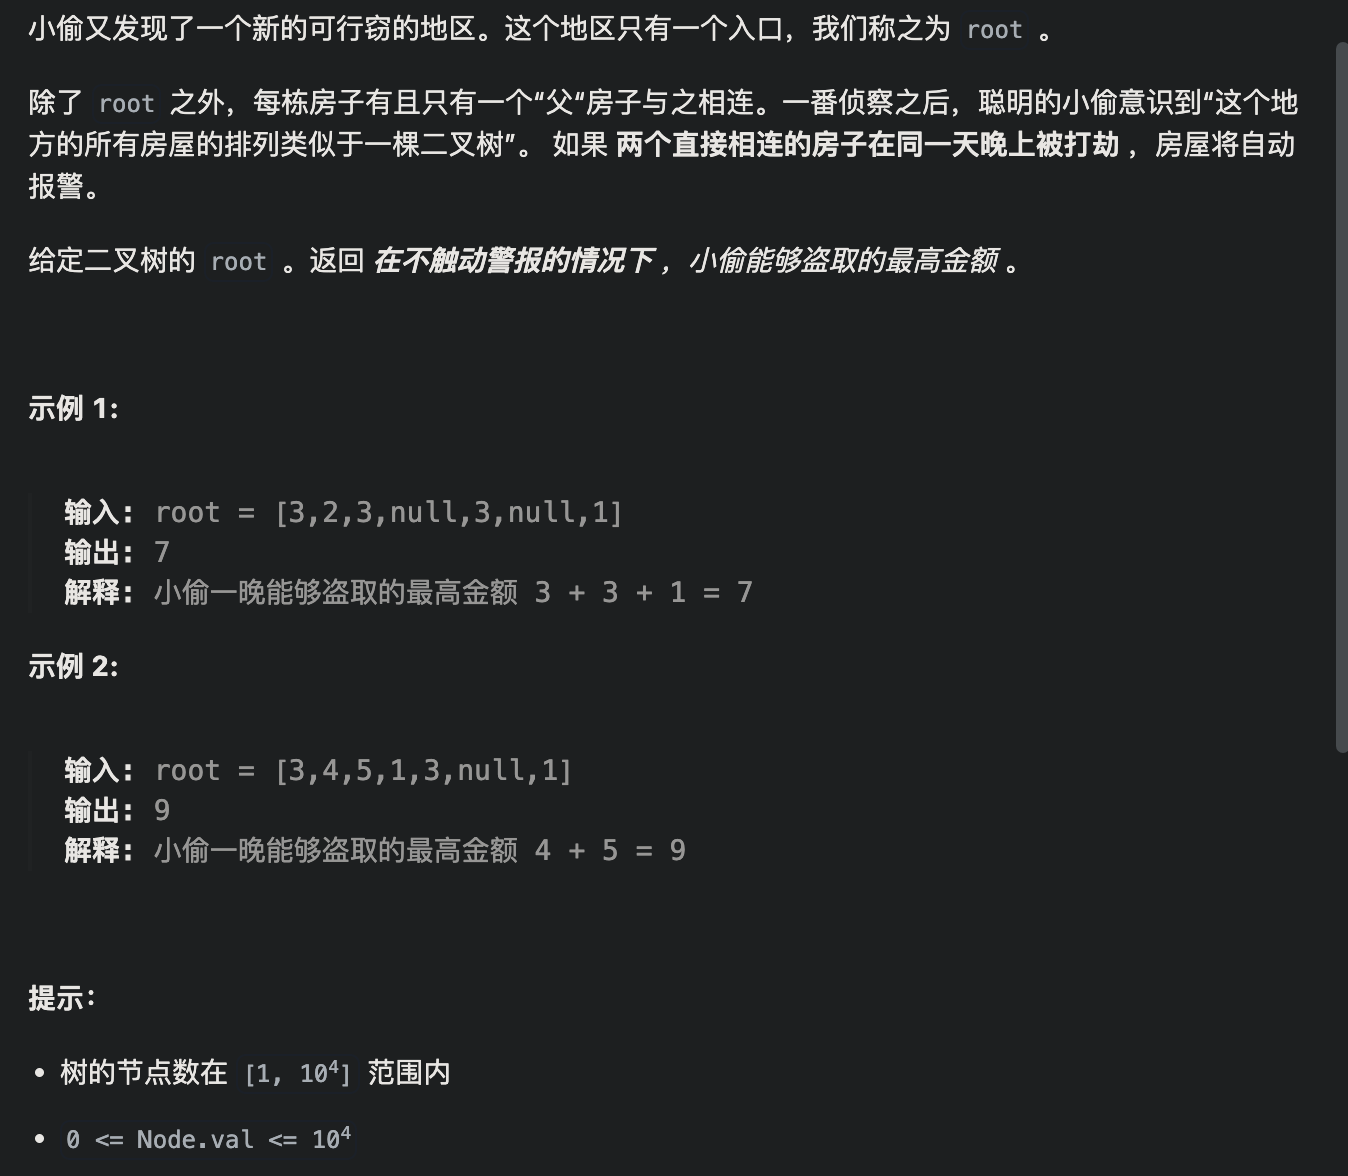 小偷又发现了一个新的可行窃的地区。这个地区只有一个入口，我们称之为 root 。
除了 root 之外，每栋房子有且只有一个“父“房子与之相连。一番侦察之后，聪明的小偷意识到“这个地
方的所有房屋的排列类似于一棵二叉树”。 如果 两个直接相连的房子在同一天晚上被打劫 ，房屋将自动
报警。
给定二叉树的 root 。返回 在不触动警报的情况下 ，小偷能够盗取的最高金额 。
示例 1:
输入: root = [3,2,3,null,3,null,1]
输出: 7
解释: 小偷一晚能够盗取的最高金额 3 + 3 + 1 = 7
示例 2:
输入: root = [3,4,5,1,3,null,1]
输出: 9
解释: 小偷一晚能够盗取的最高金额 4 + 5 = 9
提示：
• 树的节点数在 [1, 10⁴] 范围内
• 0 <= Node.val <= 10⁴